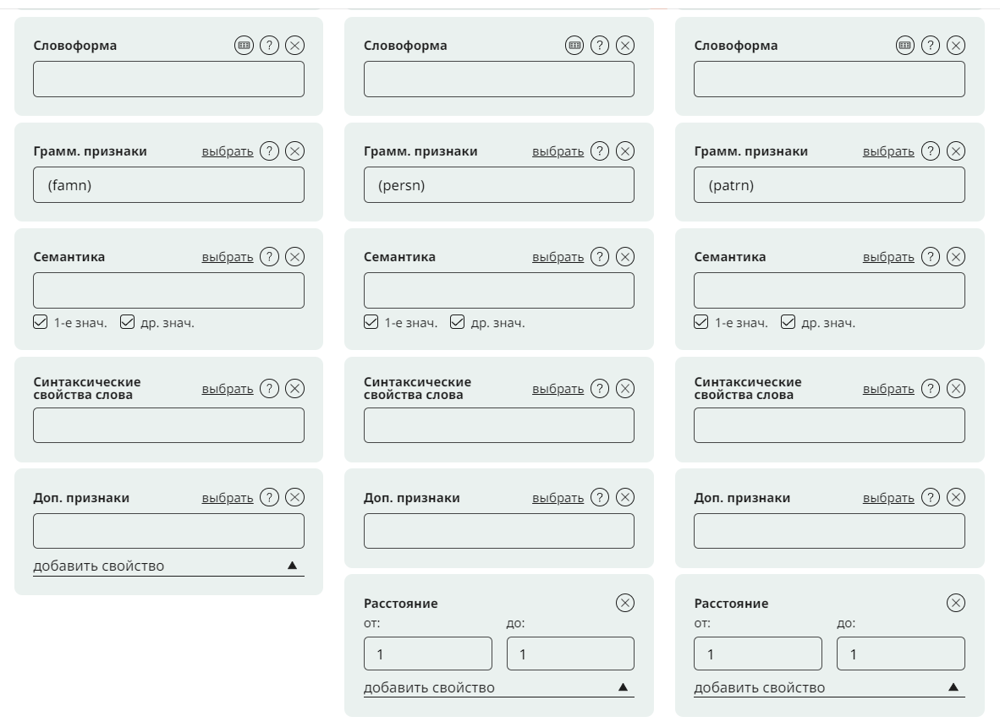 Словоформа ?
Грамм. признаки выбрать ?
(famn)
Семантика выбрать ?
1-е знач. др. знач.
Синтаксические
свойства слова выбрать ?
Доп. признаки выбрать ?
добавить свойство
Словоформа ?
Грамм. признаки выбрать ?
(persn)
Семантика выбрать ?
1-е знач. др. знач.
Синтаксические
свойства слова выбрать ?
Доп. признаки выбрать ?
Расстояние
от: до:
1 1
добавить свойство
Словоформа ?
Грамм. признаки выбрать ?
(patrn)
Семантика выбрать ?
1-е знач. др. знач.
Синтаксические
свойства слова выбрать ?
Доп. признаки выбрать ?
Расстояние
от: до:
1 1
добавить свойство